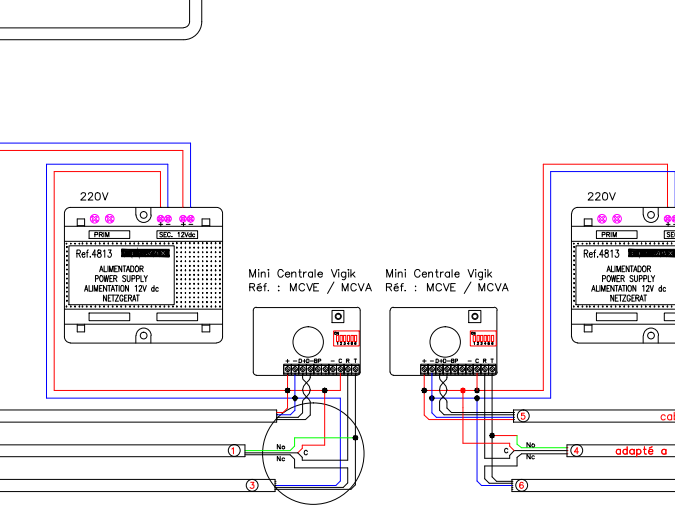 220V
PRIM
SEC. 12Vdc
Ref.4813
ALIMENTADOR
POWER SUPPLY
ALIMENTATION 12V dc
NETZGERAT
Mini Centrale Vigik
Réf. : MCVE / MCVA
+ -D+D-BP - C R T
Mini Centrale Vigik
Réf. : MCVE / MCVA
+ -D+D-BP - C R T
220V
PRIM
Ref.4813
ALIMENTADOR
POWER SUPPLY
ALIMENTATION 12V dc
NETZGERAT
1
No
C
Nc
3
5
No
C
Nc
4
adapté a
6